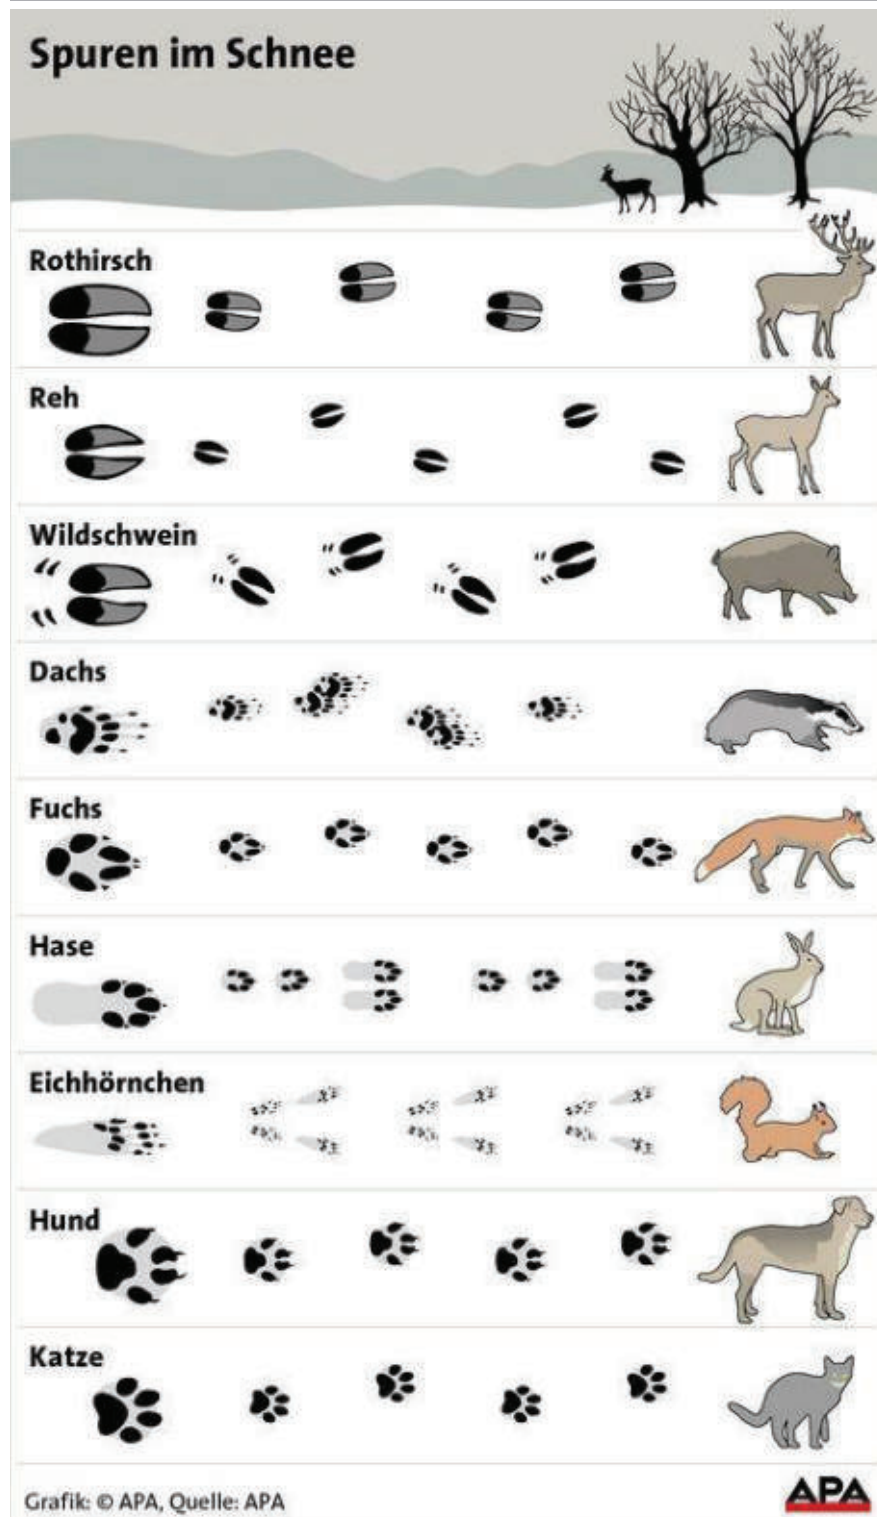 Spuren im Schnee
Rothirsch
Reh
Wildschwein
Dachs
Fuchs
Hase
Eichhörnchen
Hund
Katze
Grafik: © APA, Quelle: APA
APA